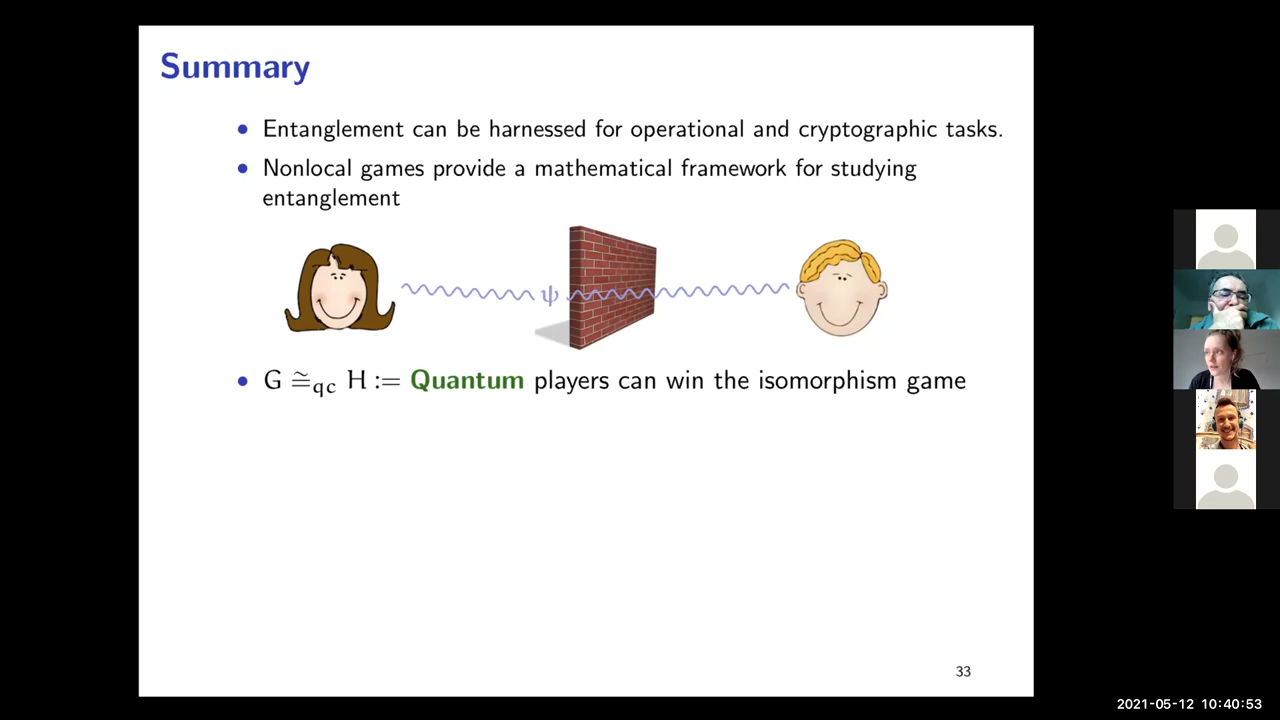 Summary
• Entanglement can be harnessed for operational and cryptographic tasks.
• Nonlocal games provide a mathematical framework for studying
entanglement
ψ
• G ≅qc H := Quantum players can win the isomorphism game
33
2021-05-12 10:40:53